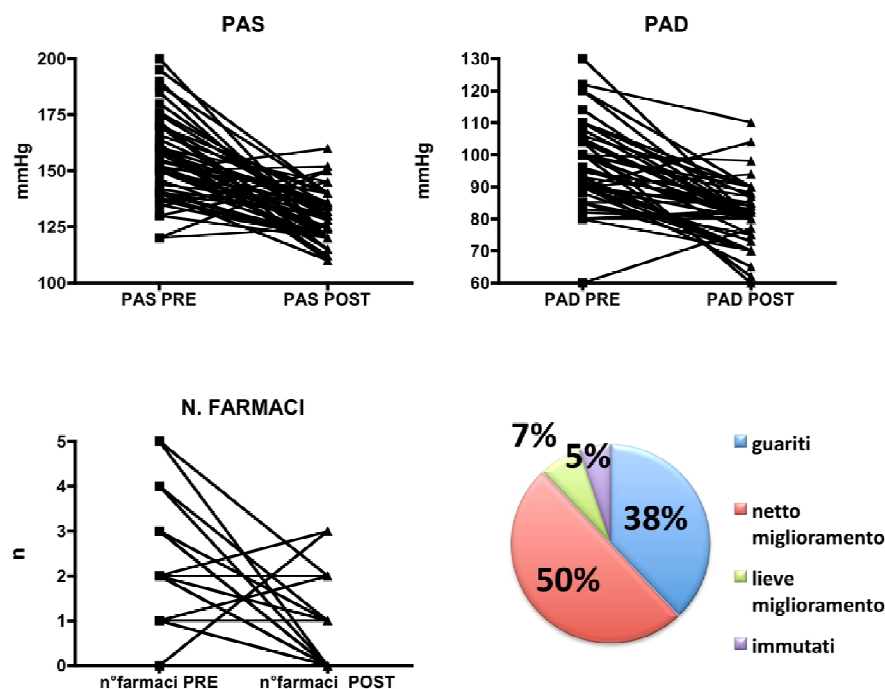 PAS
200
175
150
125
100
mmHg
PAS PRE
PAS POST
PAD
130
120
110
100
90
80
70
60
mmHg
PAD PRE
PAD POST
N. FARMACI
5
4
3
2
1
0
n
n°farmaci PRE
n°farmaci POST
7%
5%
38%
50%
guariti
netto
miglioramento
lieve
miglioramento
immutati